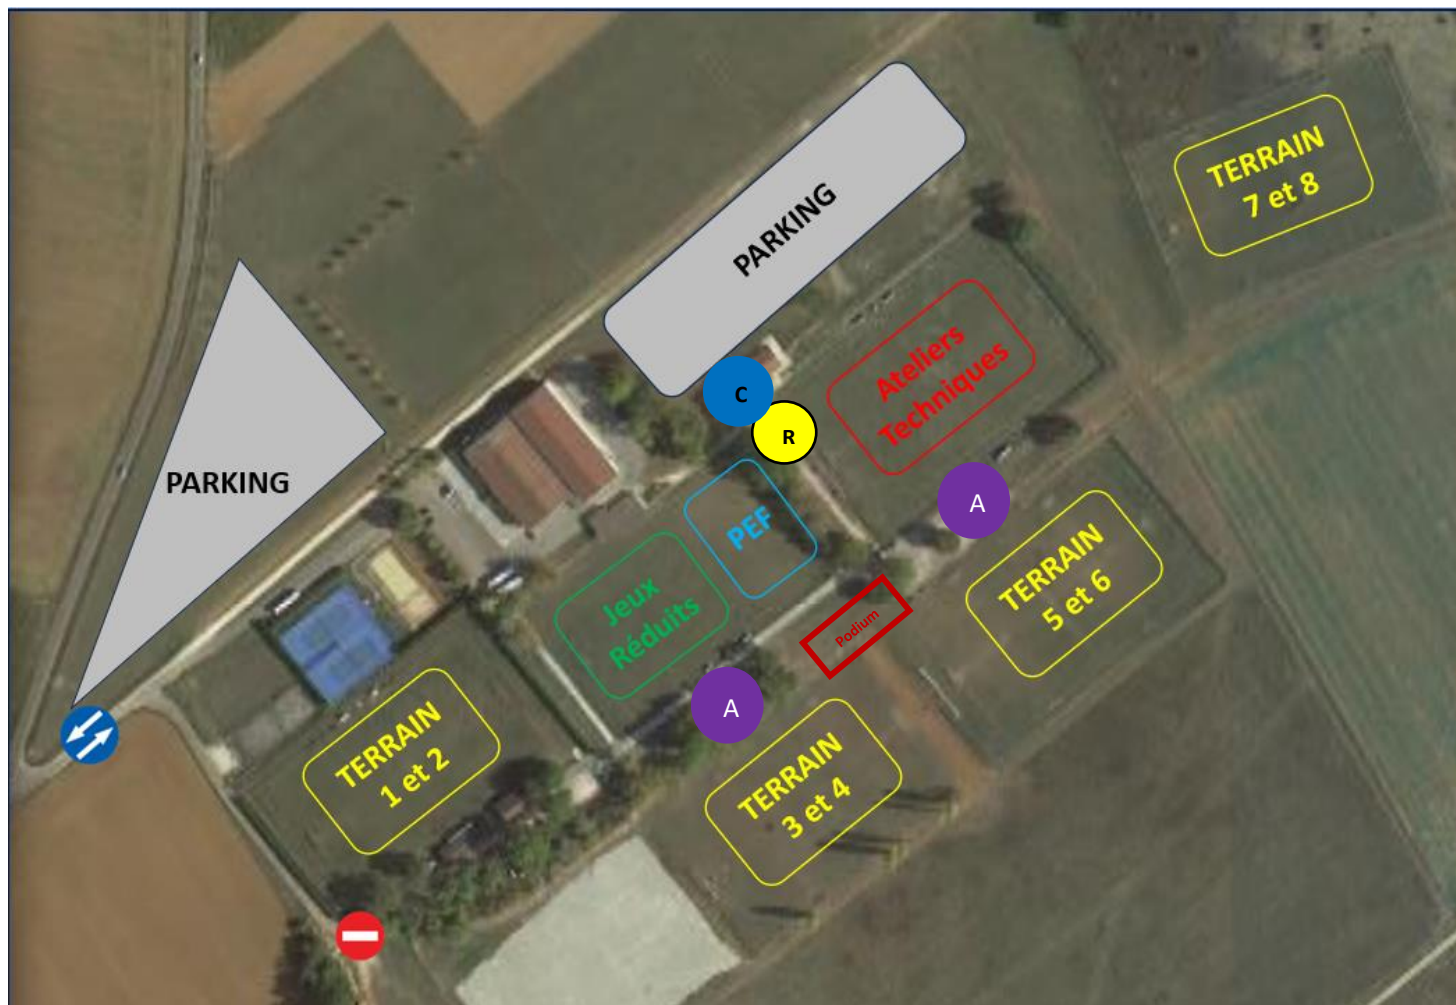 TERRAIN
7 et 8
PARKING
Ateliers
Techniques
C
R
PARKING
A
PEF
TERRAIN
5 et 6
Jeux
Réduits
Podium
A
TERRAIN
1 et 2
TERRAIN
3 et 4